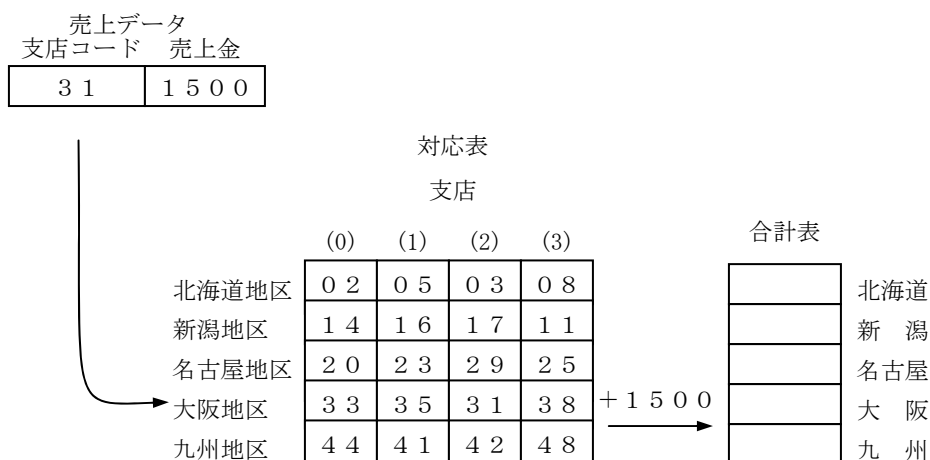 売上データ
支店コード 売上金
３１ １５００
対応表
支店
(0) (1) (2) (3)
合計表
北海道地区 ０２ ０５ ０３ ０８ 北海道
新潟地区 １４ １６ １７ １１ 新　潟
名古屋地区 ２０ ２３ ２９ ２５ 名古屋
大阪地区 ３３ ３５ ３１ ３８ ＋１５００ 大　阪
九州地区 ４４ ４１ ４２ ４８ 九　州